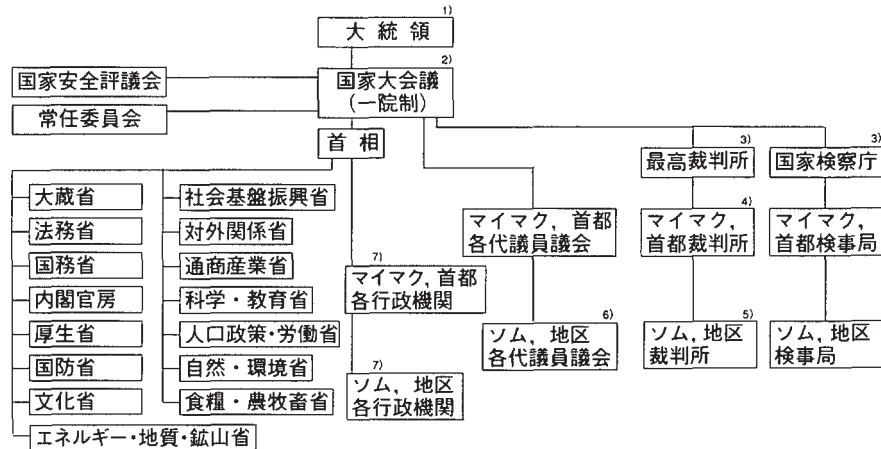 1)
大統領
2)
国家安全評議会
国家大会議
(一院制)
常任委員会
首相
3)
最高裁判所
3)
国家検察庁
大蔵省
社会基盤振興省
法務省
対外関係省
国務省
通商産業省
内閣官房
科学・教育省
厚生省
人口政策・労働省
国防省
自然・環境省
文化省
食糧・農牧畜省
エネルギー・地質・鉱山省
7)
マイマク,首都
各行政機関
7)
ソム,地区
各行政機関
マイマク,首都
各代議員議会
6)
ソム,地区
各代議員議会
4)
マイマク,
首都裁判所
5)
ソム,地区
裁判所
マイマク,
首都検事局
ソム,地区
検事局